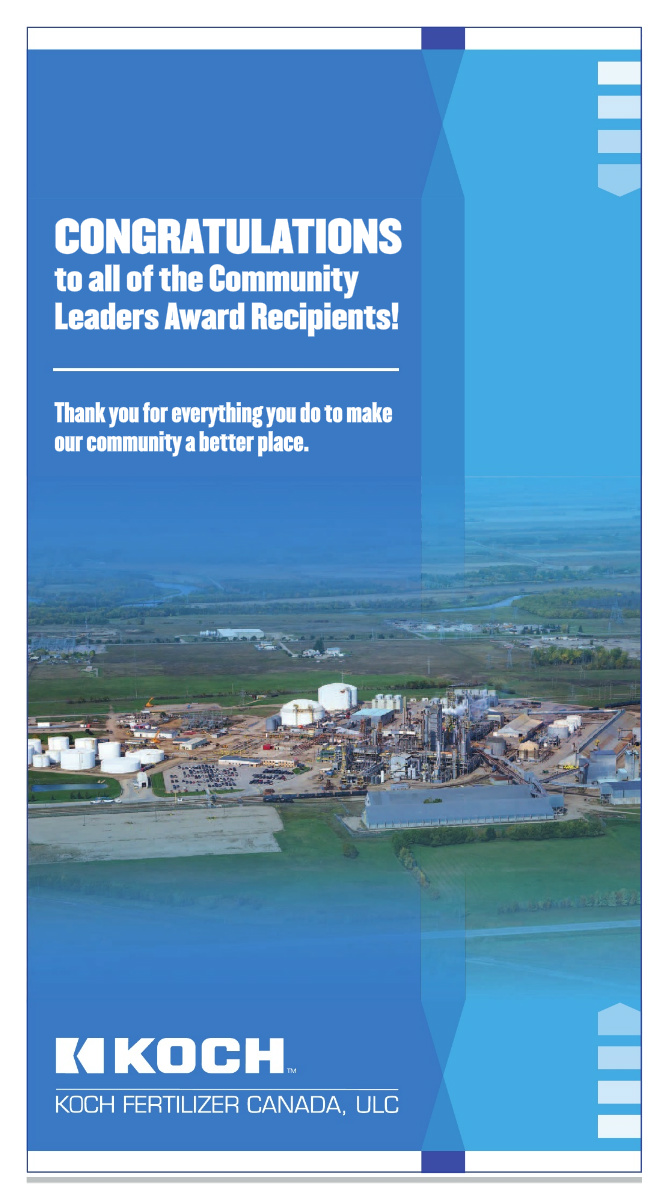 CONGRATULATIONS
to all of the Community
Leaders Award Recipients!
Thank you for everything you do to make
our community a better place.
KOCH™
KOCH FERTILIZER CANADA, ULC